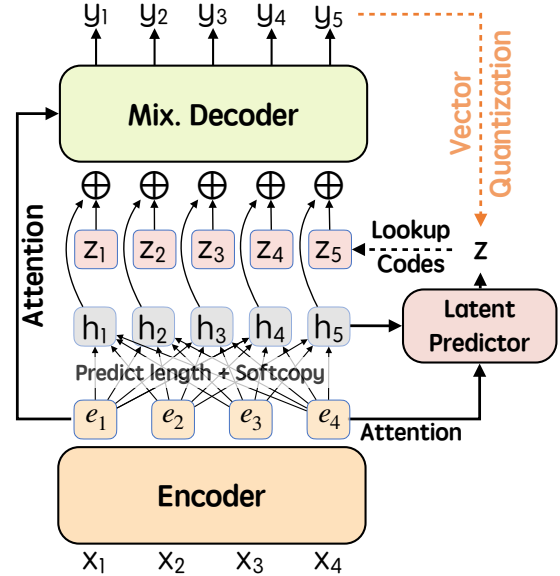 y₁ y₂ y₃ y₄ y₅
Mix. Decoder
Vector
Quantization
Attention
z₁ z₂ z₃ z₄ z₅
Lookup
Codes
z
h₁ h₂ h₃ h₄ h₅
Latent
Predictor
Predict length + Softcopy
e₁ e₂ e₃ e₄
Attention
Encoder
x₁ x₂ x₃ x₄